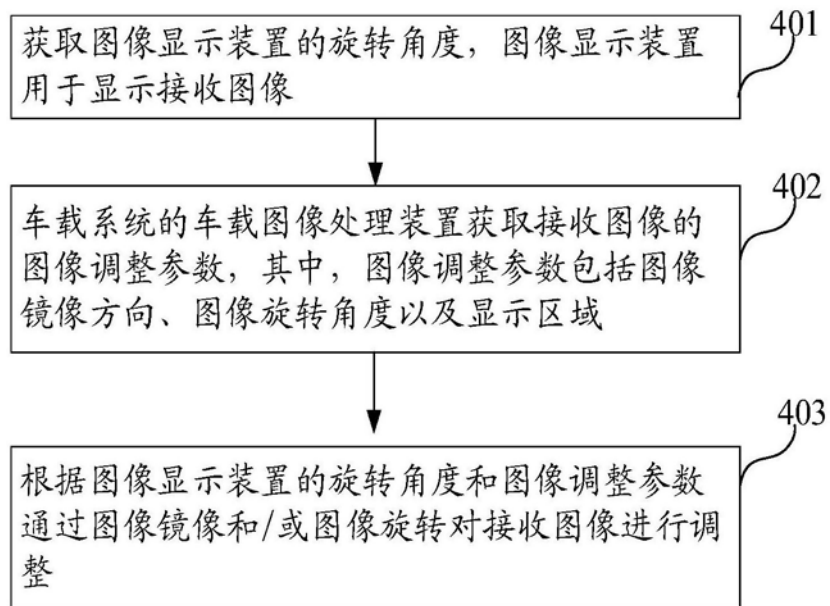 获取图像显示装置的旋转角度，图像显示装置
用于显示接收图像
401
车载系统的车载图像处理装置获取接收图像的
图像调整参数，其中，图像调整参数包括图像
镜像方向、图像旋转角度以及显示区域
402
根据图像显示装置的旋转角度和图像调整参数
通过图像镜像和/或图像旋转对接收图像进行调
整
403